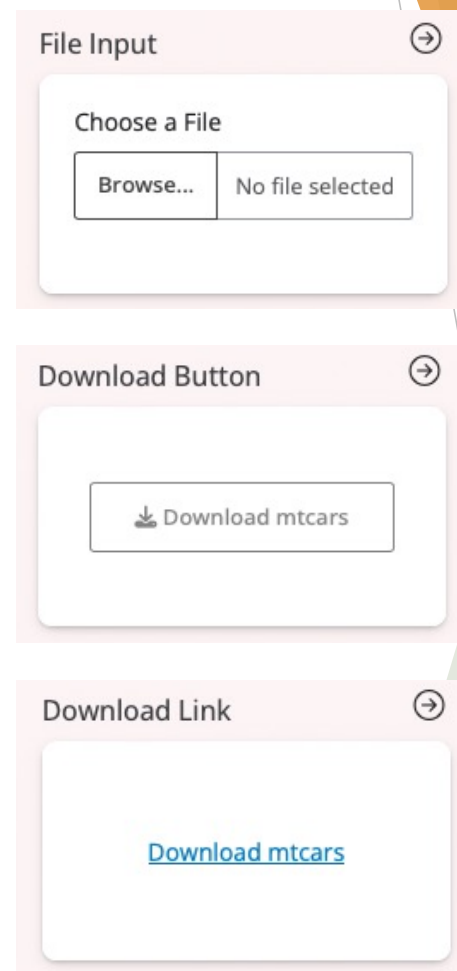 File Input
Choose a File
Browse... No file selected
Download Button
Download mtcars
Download Link
Download mtcars